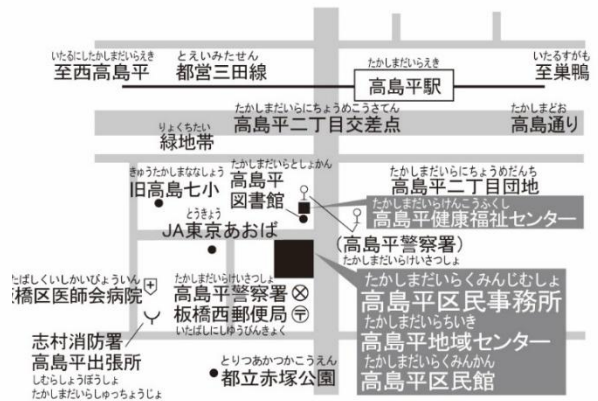 いたるにしたかしまだいらえき
至西高島平
とえいみたせん
都営三田線
たかしまだいらえき
高島平駅
いたるすがも
至巣鴨
たかしまだいらにちょうめこうさてん
高島平二丁目交差点
たかしまどお
高島通り
りょくちたい
緑地帯
きゅうたかしまななしょう
旧高島七小
たかしまだいらとしょかん
高島平
図書館
たかしまだいらにちょうめだんち
高島平二丁目団地
たかしまだいらけんこうふくし
高島平健康福祉センター
とうきょう
JA東京あおば
(高島平警察署)
たかしまだいらけいさつしょ
たばしくいしかいびょういん
板橋区医師会病院
たかしまだいらけいさつしょ
高島平警察署
板橋西郵便局
いたばしにしゆうびんきょく
たかしまだいらくみんじむしょ
高島平区民事務所
たかしまだいらちいき
高島平地域センター
たかしまだいらくみんかん
高島平区民館
志村消防署
高島平出張所
しむらしょうぼうしょ
たかしまだいらしゅっちょうじょ
とりつあかつかこうえん
都立赤塚公園